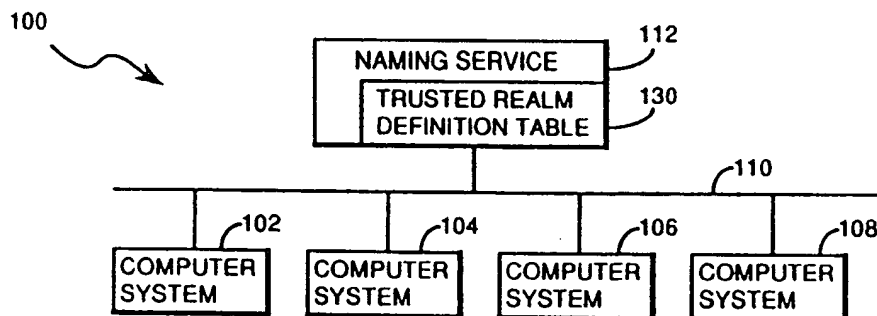 100
112
NAMING SERVICE
TRUSTED REALM
130
DEFINITION TABLE
110
102
104
106
108
COMPUTER
SYSTEM
COMPUTER
SYSTEM
COMPUTER
SYSTEM
COMPUTER
SYSTEM